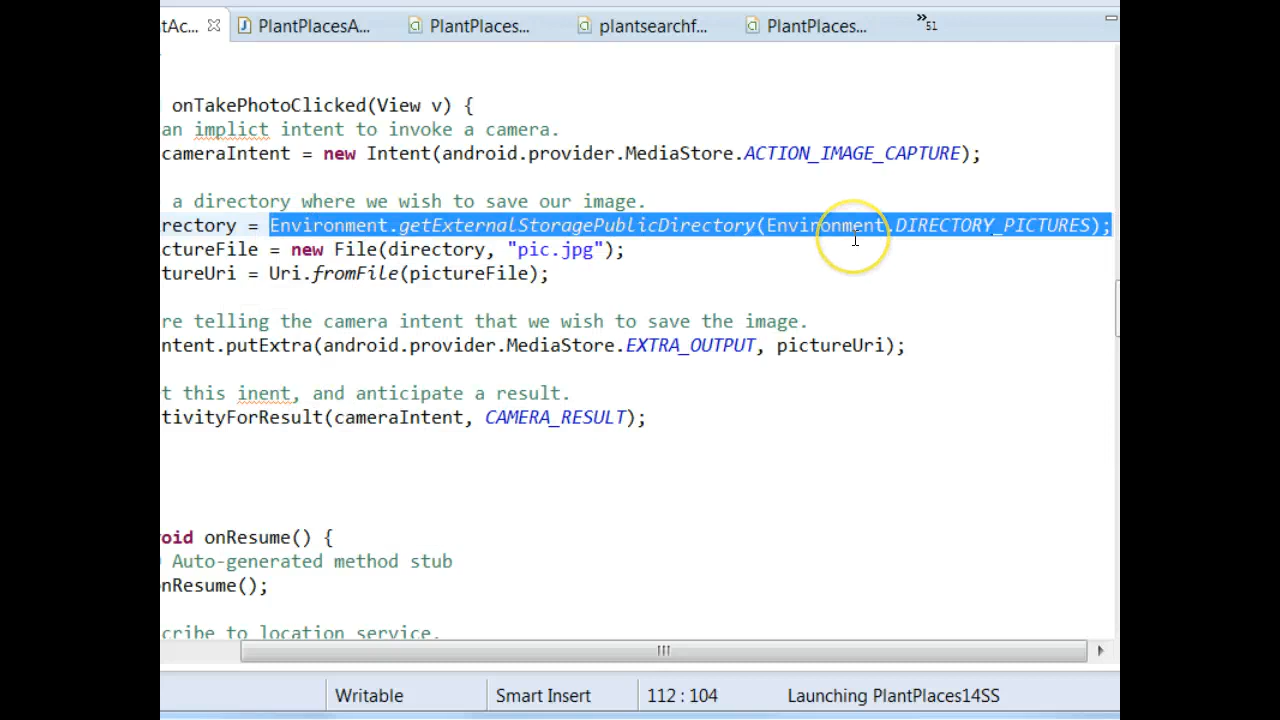 tAc... PlantPlacesA... PlantPlaces... plantsearchf... PlantPlaces... »51
onTakePhotoClicked(View v) {
an implict intent to invoke a camera.
cameraIntent = new Intent(android.provider.MediaStore.ACTION_IMAGE_CAPTURE);
a directory where we wish to save our image.
rectory = Environment.getExternalStoragePublicDirectory(Environment.DIRECTORY_PICTURES);
ctureFile = new File(directory, "pic.jpg");
tureUri = Uri.fromFile(pictureFile);
re telling the camera intent that we wish to save the image.
ntent.putExtra(android.provider.MediaStore.EXTRA_OUTPUT, pictureUri);
t this inent, and anticipate a result.
tivityForResult(cameraIntent, CAMERA_RESULT);
oid onResume() {
Auto-generated method stub
nResume();
cribe to location service.
Writable Smart Insert 112 : 104 Launching PlantPlaces14SS